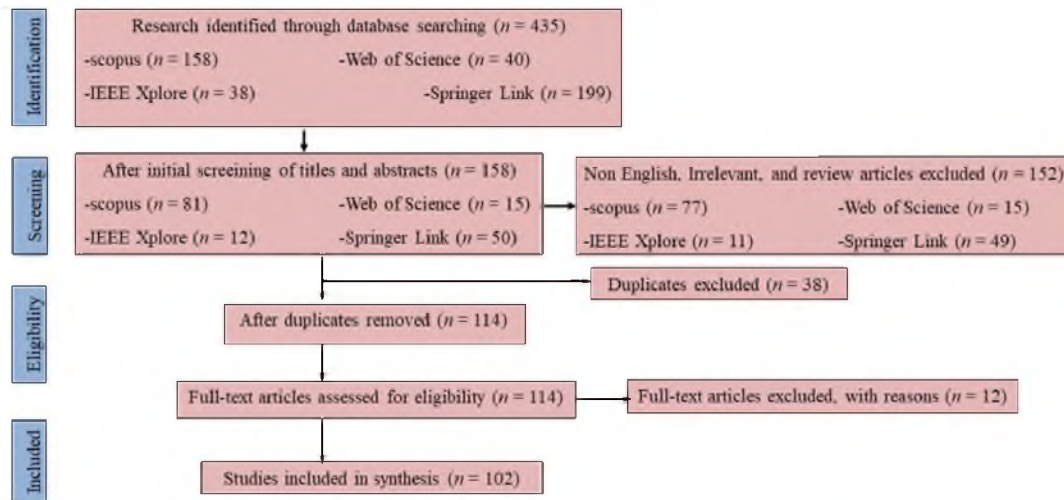 Identification
Research identified through database searching (n = 435)
-scopus (n = 158) -Web of Science (n = 40)
-IEEE Xplore (n = 38) -Springer Link (n = 199)
Screening
After initial screining of titles and abstracts (n = 158)
-scopus (n = 81) -Web of Science (n = 15)
-IEEE Xplore (n = 12) -Springer Link (n = 50)
Non English, Irrelevant, and review articles excluded (n = 152)
-scopus (n = 77) -Web of Science (n = 15)
-IEEE Xplore (n = 11) -Springer Link (n = 49)
Duplicates excluded (n = 38)
Eligibility
After duplicates removed (n = 114)
Full-text articles assessed for eligibility (n = 114)
Full-text articles excluded, with reasons (n = 12)
Included
Studies included in synthesis (n = 102)